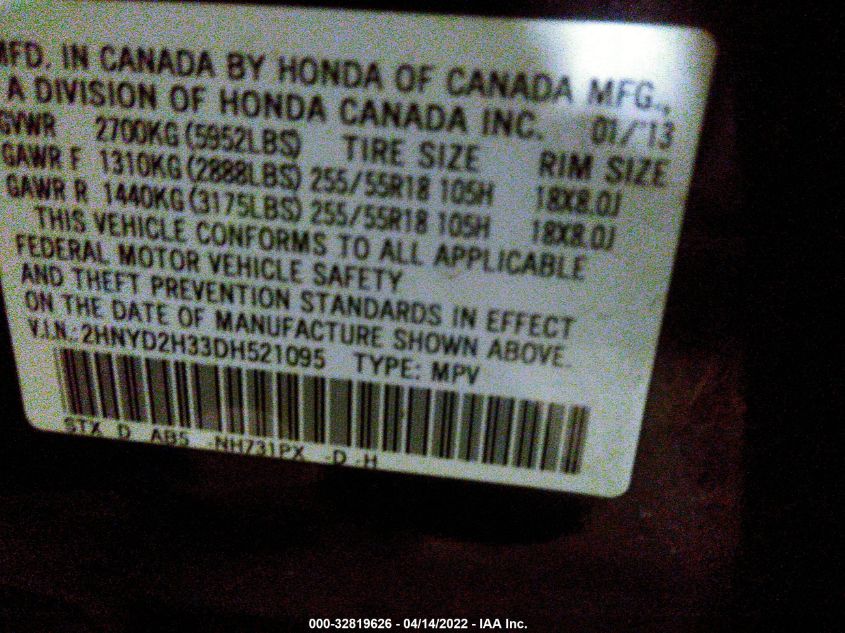 MFD. IN CANADA BY HONDA OF CANADA MFG.,
A DIVISION OF HONDA CANADA INC. 01/'13
GVWR 2700KG (5952LBS) TIRE SIZE RIM SIZE
GAWR F 1310KG (2888LBS) 255/55R18 105H 18X8.0J
GAWR R 1440KG (3175LBS) 255/55R18 105H 18X8.0J
THIS VEHICLE CONFORMS TO ALL APPLICABLE
FEDERAL MOTOR VEHICLE SAFETY
AND THEFT PREVENTION STANDARDS IN EFFECT
ON THE DATE OF MANUFACTURE SHOWN ABOVE.
V.I.N.: 2HNYD2H33DH521095 TYPE: MPV
STX D AB5 NH731PX -D -H
000-32819626 - 04/14/2022 - IAA Inc.